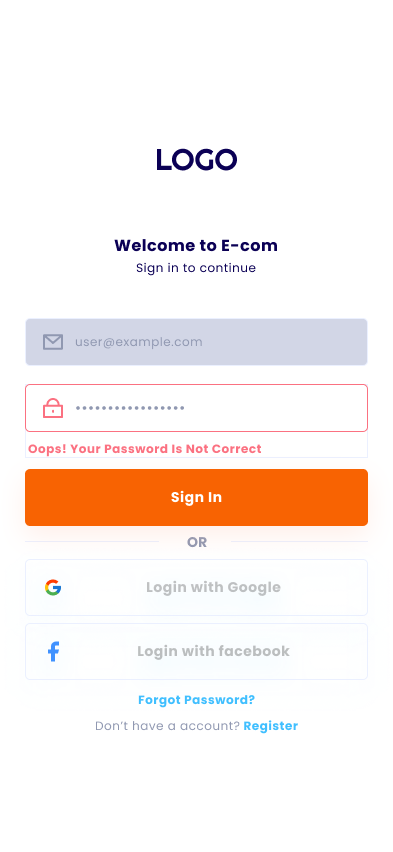 LOGO
Welcome to E-com
Sign in to continue
user@example.com
•••••••••••••••••
Oops! Your Password Is Not Correct
Sign In
OR
Login with Google
Login with facebook
Forgot Password?
Don't have a account? Register